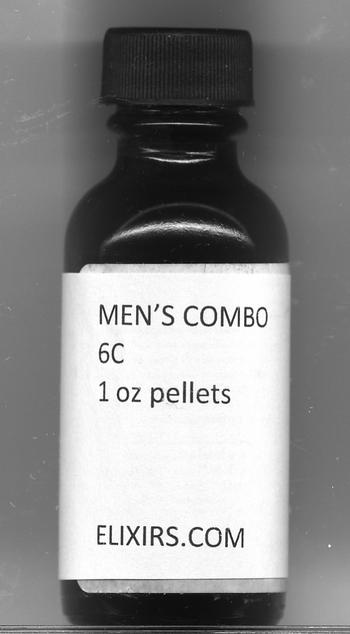 MEN'S COMBO
6C
1 oz pellets
ELIXIRS.COM